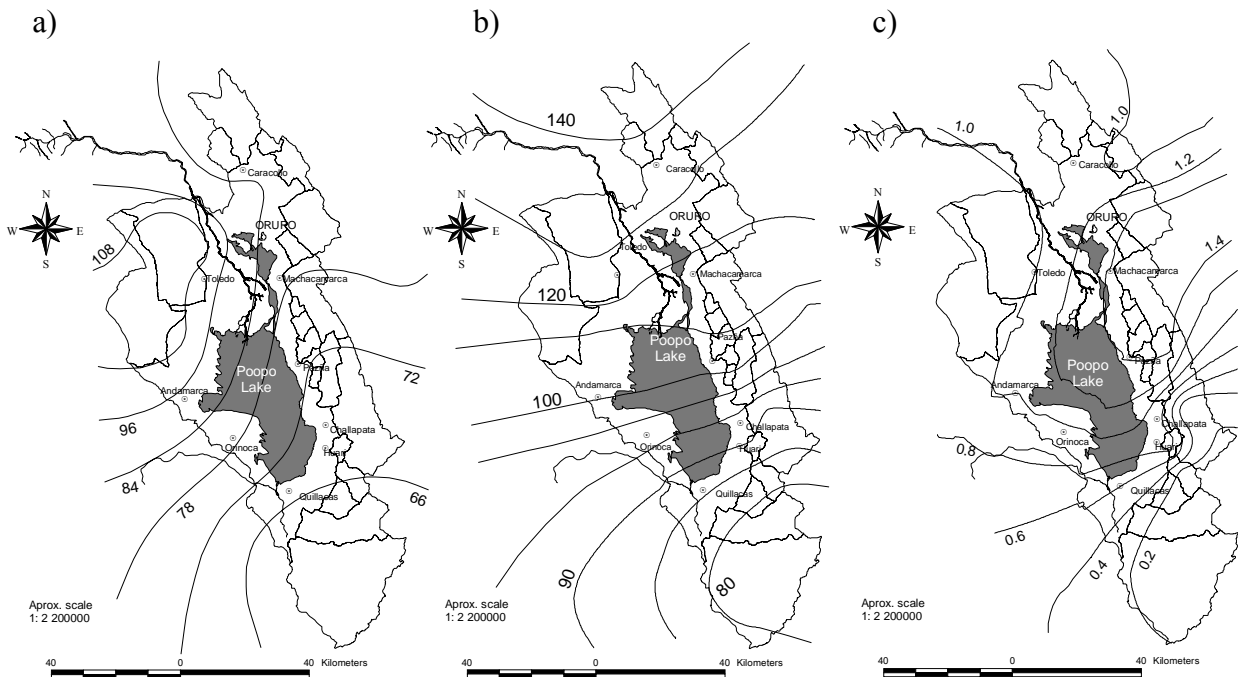 a)
Caracollo
N
W E
S
ORURO
108
Toledo
Machacamarca
Poopo
Lake
Pazña
72
Andamarca
96
Challapata
Orinoca
Huari
84
78
Quillacas
66
Aprox. scale
1: 2 200000
40 0 40 Kilometers
b)
140
Caracollo
N
W E
S
ORURO
Toledo
Machacamarca
120
Poopo
Lake
Pazña
Andamarca
100
Challapata
Orinoca
Huari
Quillacas
90
80
Aprox. scale
1: 2 200000
40 0 40 Kilometers
c)
1.0
1.0
Caracollo
1.2
N
W E
S
ORURO
1.4
Toledo
Machacamarca
Poopo
Lake
Pazña
Andamarca
Challapata
Orinoca
Huari
0.8
Quillacas
0.6
0.4
0.2
Aprox. scale
1: 2 200000
40 0 40 Kilometers